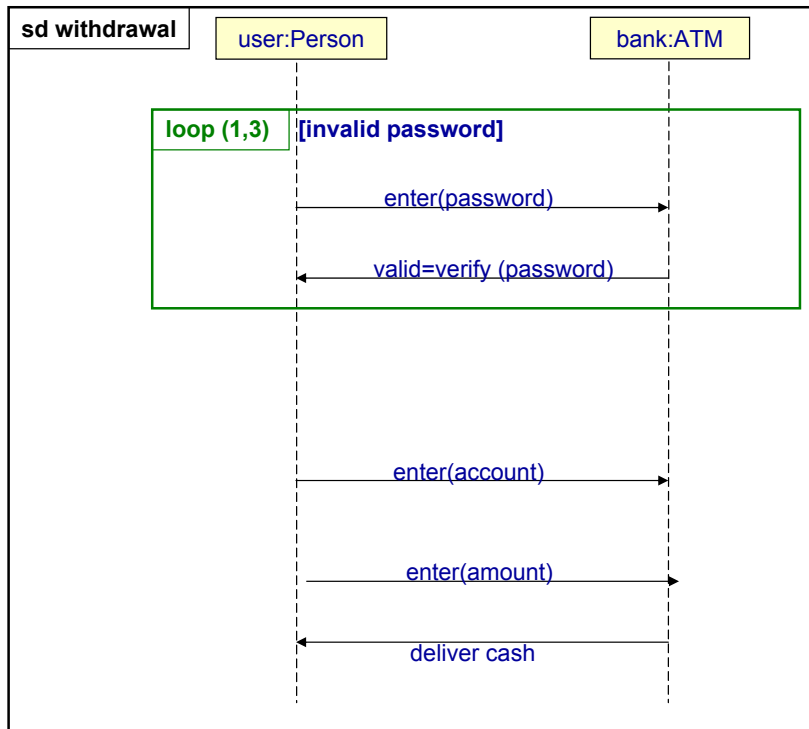 sd withdrawal
user:Person
bank:ATM
loop (1,3) [invalid password]
enter(password)
valid=verify (password)
enter(account)
enter(amount)
deliver cash